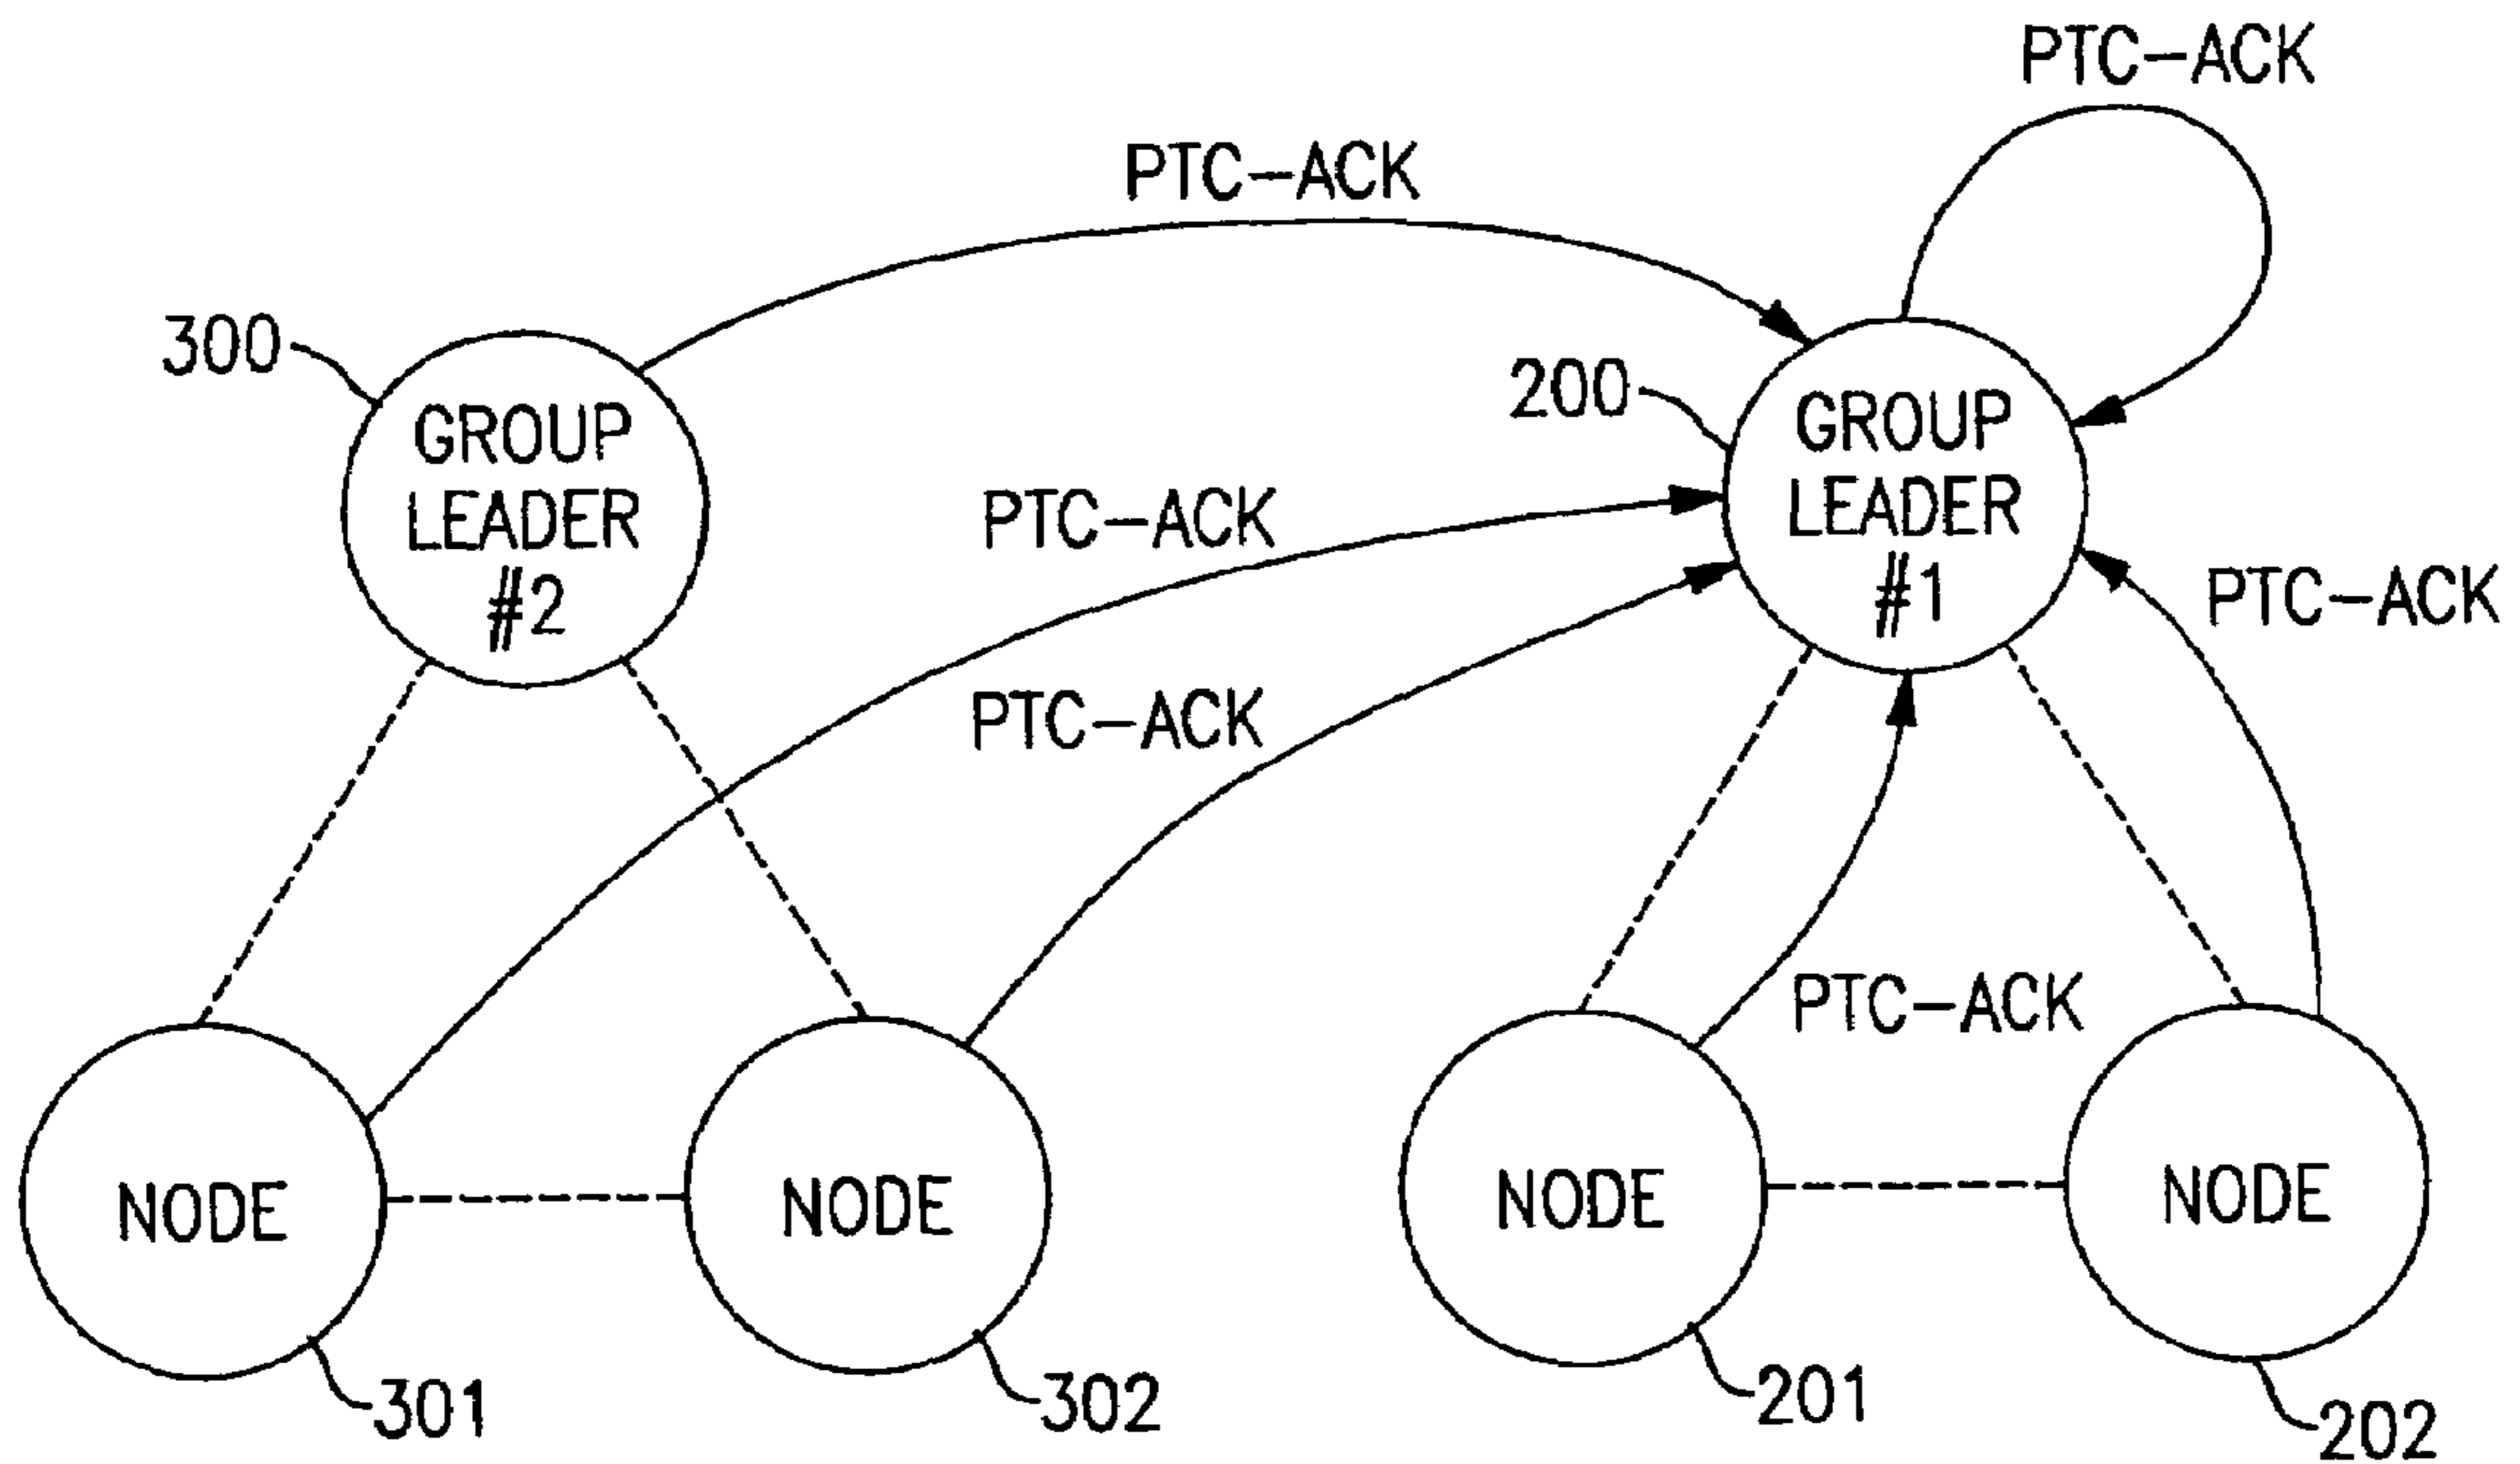 PTC-ACK
PTC-ACK
300
GROUP
LEADER
#2
200
GROUP
LEADER
#1
PTC-ACK
PTC-ACK
PTC-ACK
PTC-ACK
NODE
NODE
NODE
NODE
301
302
201
202